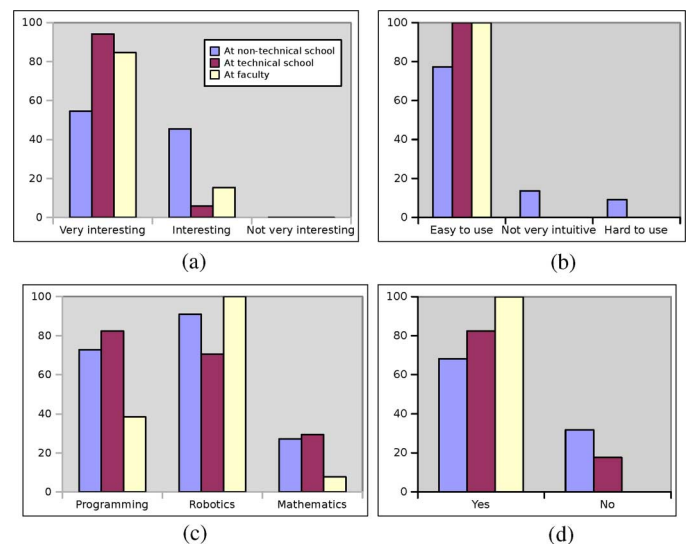 100
80
60
40
20
0
At non-technical school
At technical school
At faculty
Very interesting Interesting Not very interesting
(a)
100
80
60
40
20
0
Easy to use Not very intuitive Hard to use
(b)
100
80
60
40
20
0
Programming Robotics Mathematics
(c)
100
80
60
40
20
0
Yes No
(d)